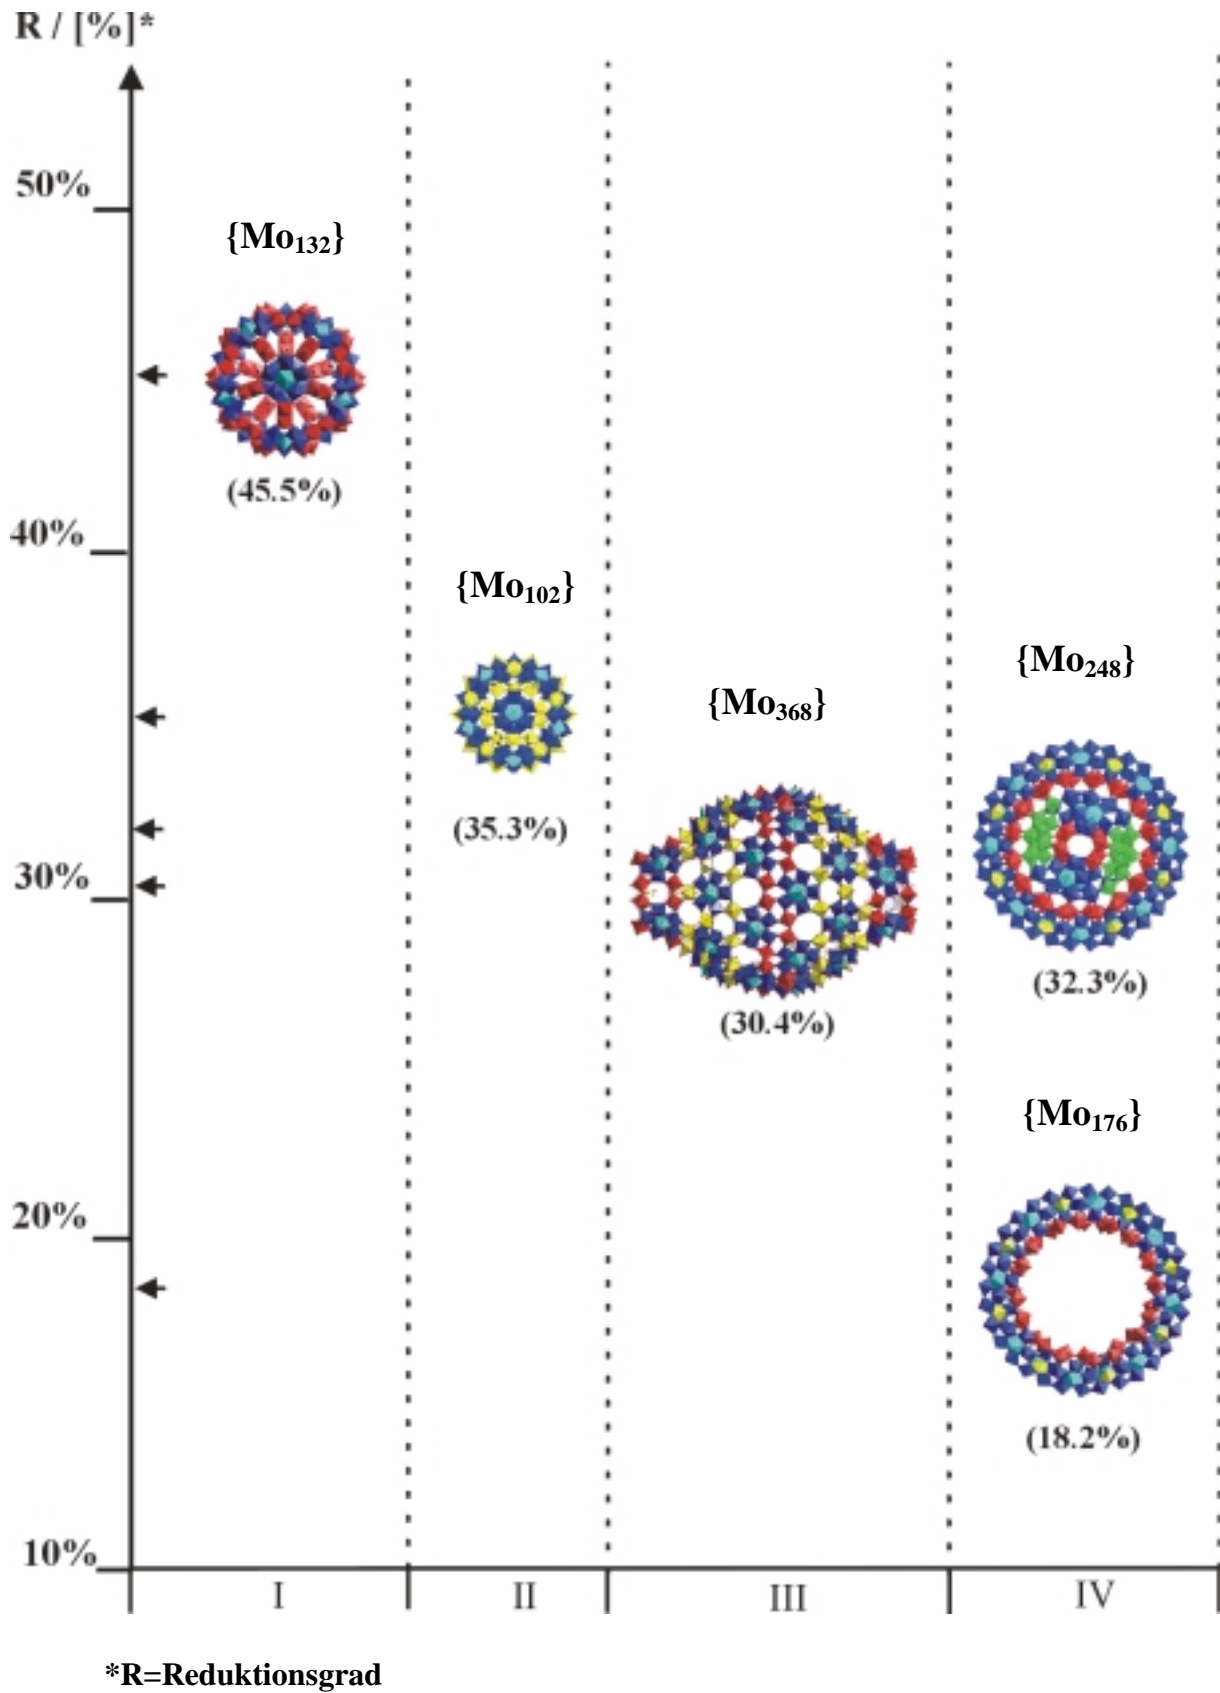 R / [%]*
50%
{Mo₁₃₂}
(45.5%)
40%
{Mo₁₀₂}
(35.3%)
{Mo₂₄₈}
{Mo₃₆₈}
30%
(32.3%)
(30.4%)
{Mo₁₇₆}
20%
(18.2%)
10%
I II III IV
*R=Reduktionsgrad